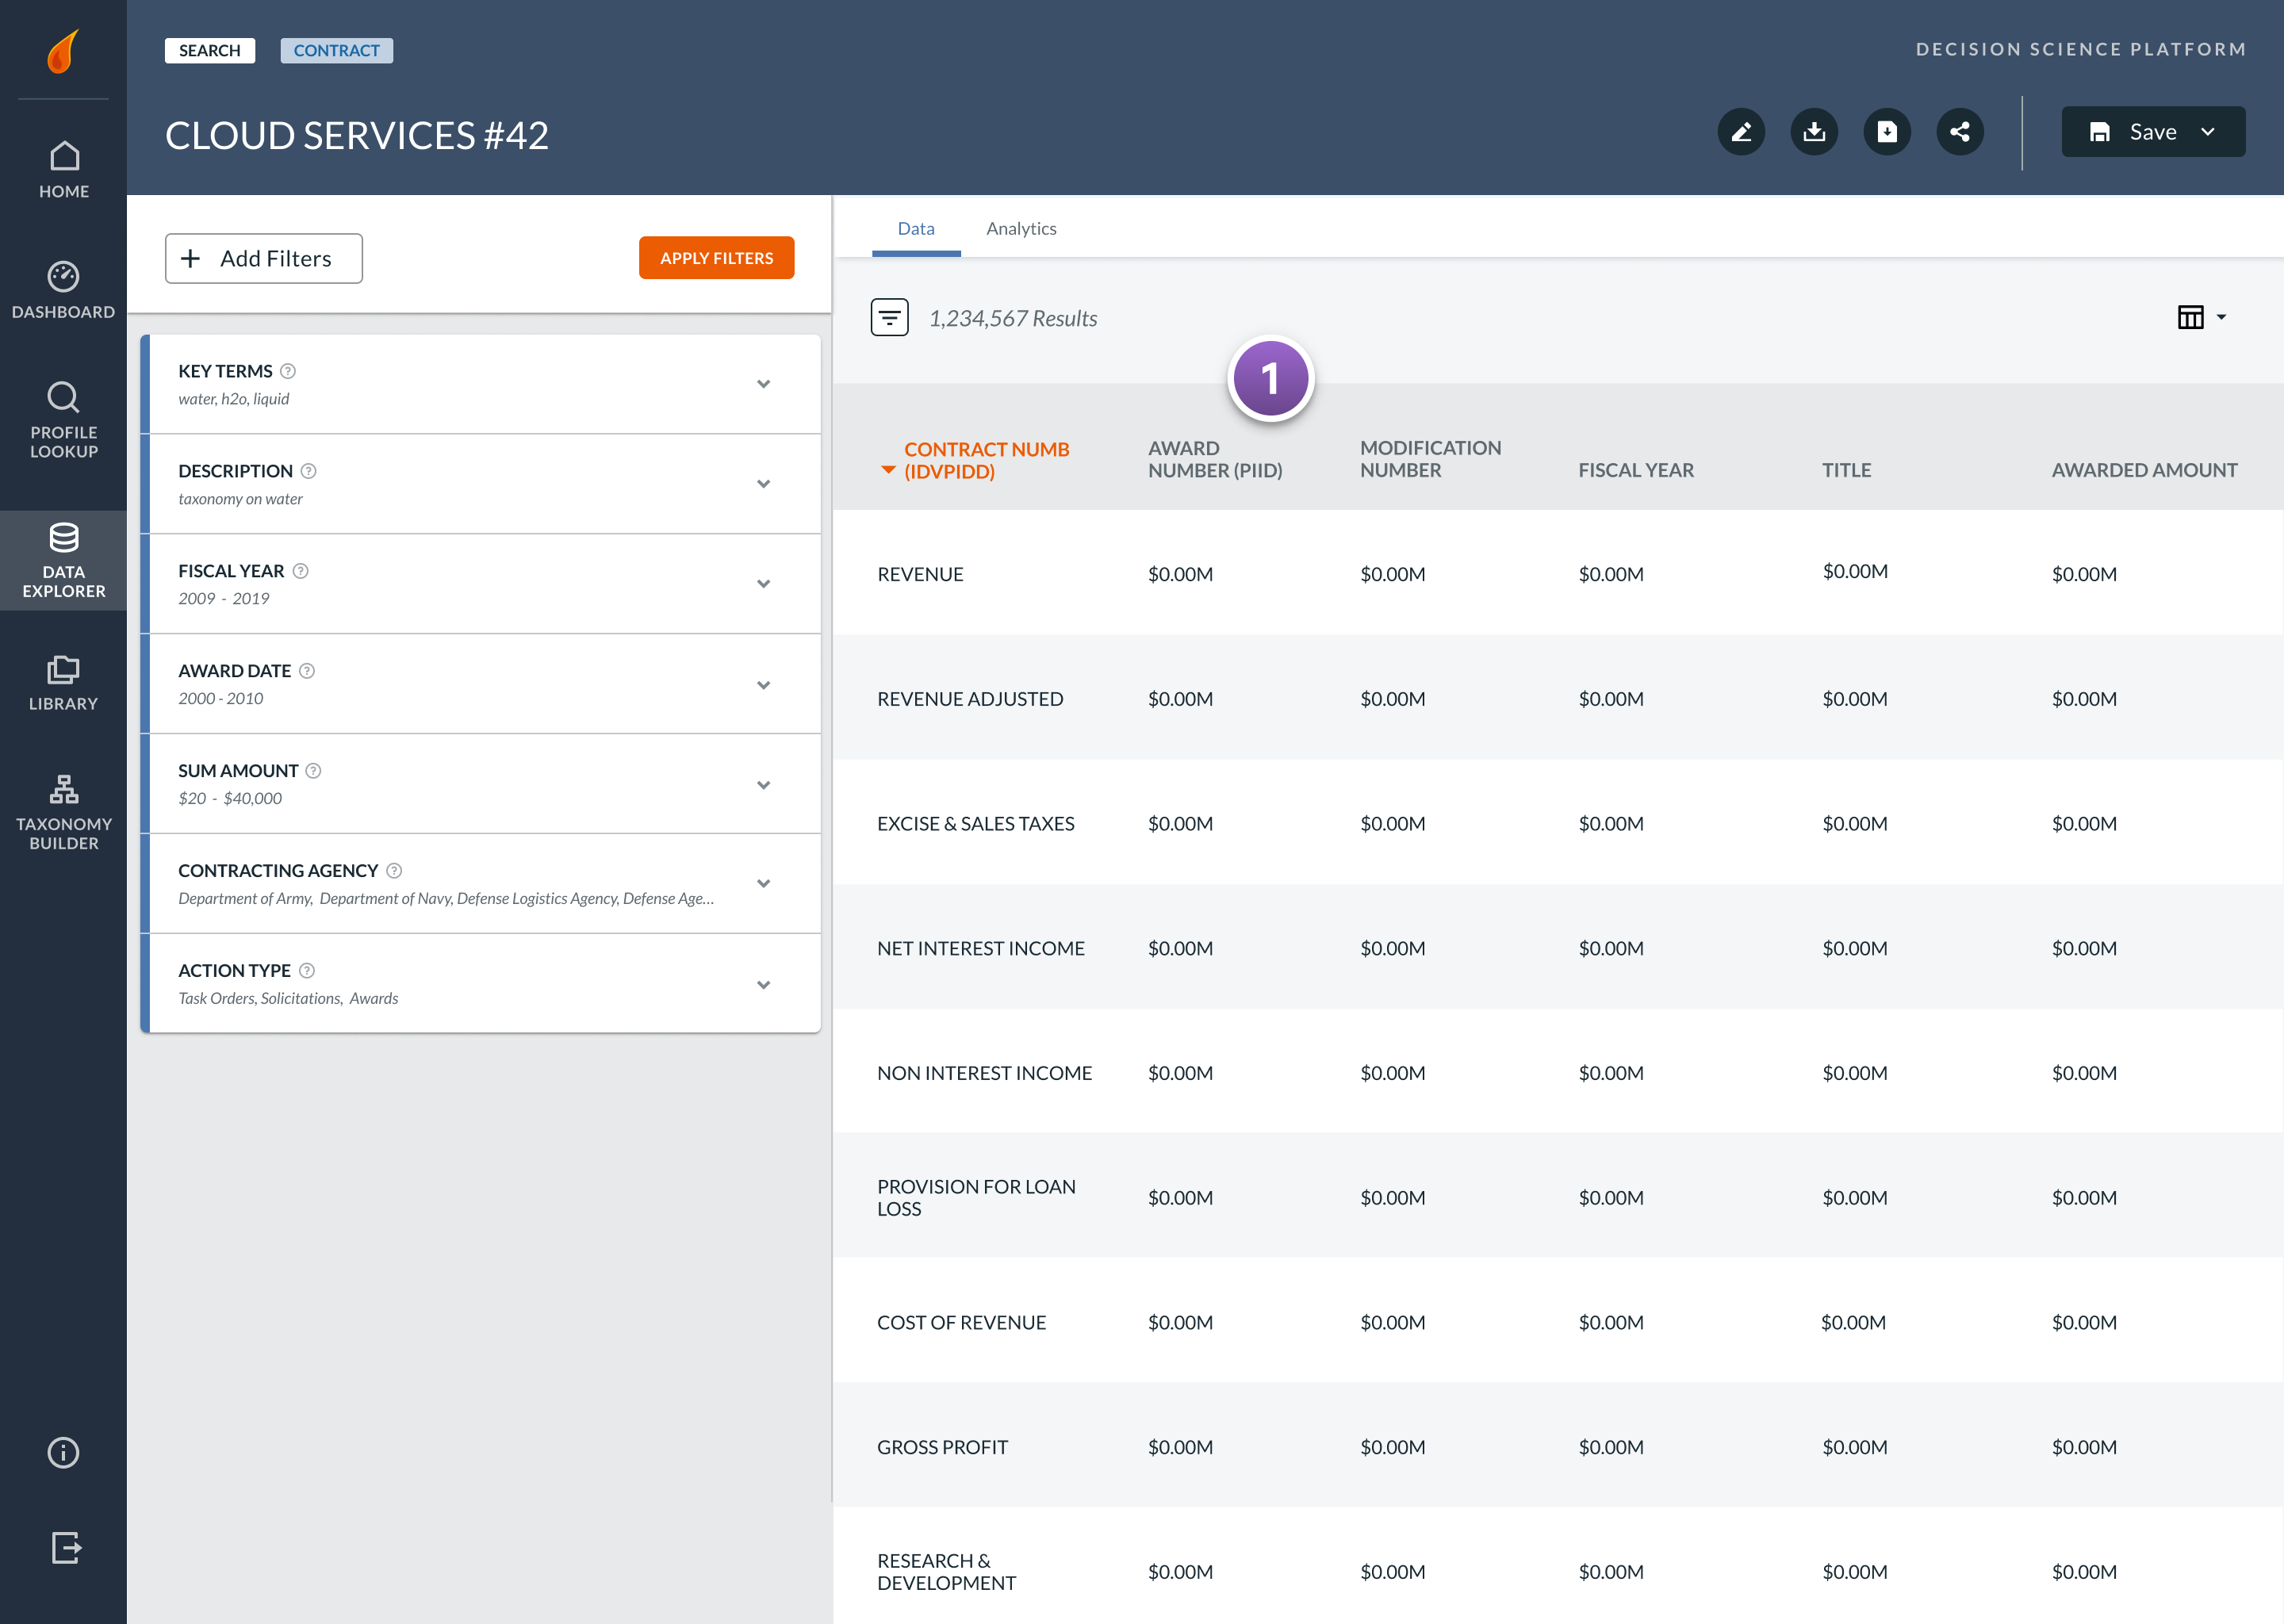 SEARCH
CONTRACT
DECISION SCIENCE PLATFORM
CLOUD SERVICES #42
Save
HOME
DASHBOARD
PROFILE
LOOKUP
DATA
EXPLORER
LIBRARY
TAXONOMY
BUILDER
Add Filters
APPLY FILTERS
KEY TERMS
water, h2o, liquid
DESCRIPTION
taxonomy on water
FISCAL YEAR
2009 - 2019
AWARD DATE
2000 - 2010
SUM AMOUNT
$20 - $40,000
CONTRACTING AGENCY
Department of Army, Department of Navy, Defense Logistics Agency, Defense Age...
ACTION TYPE
Task Orders, Solicitations, Awards
Data Analytics
1,234,567 Results
1
CONTRACT NUMB
(IDVPIDD)
AWARD
NUMBER (PIID)
MODIFICATION
NUMBER
FISCAL YEAR
TITLE
AWARDED AMOUNT
REVENUE $0.00M $0.00M $0.00M $0.00M $0.00M
REVENUE ADJUSTED $0.00M $0.00M $0.00M $0.00M $0.00M
EXCISE & SALES TAXES $0.00M $0.00M $0.00M $0.00M $0.00M
NET INTEREST INCOME $0.00M $0.00M $0.00M $0.00M $0.00M
NON INTEREST INCOME $0.00M $0.00M $0.00M $0.00M $0.00M
PROVISION FOR LOAN
LOSS
$0.00M $0.00M $0.00M $0.00M $0.00M
COST OF REVENUE $0.00M $0.00M $0.00M $0.00M $0.00M
GROSS PROFIT $0.00M $0.00M $0.00M $0.00M $0.00M
RESEARCH &
DEVELOPMENT
$0.00M $0.00M $0.00M $0.00M $0.00M